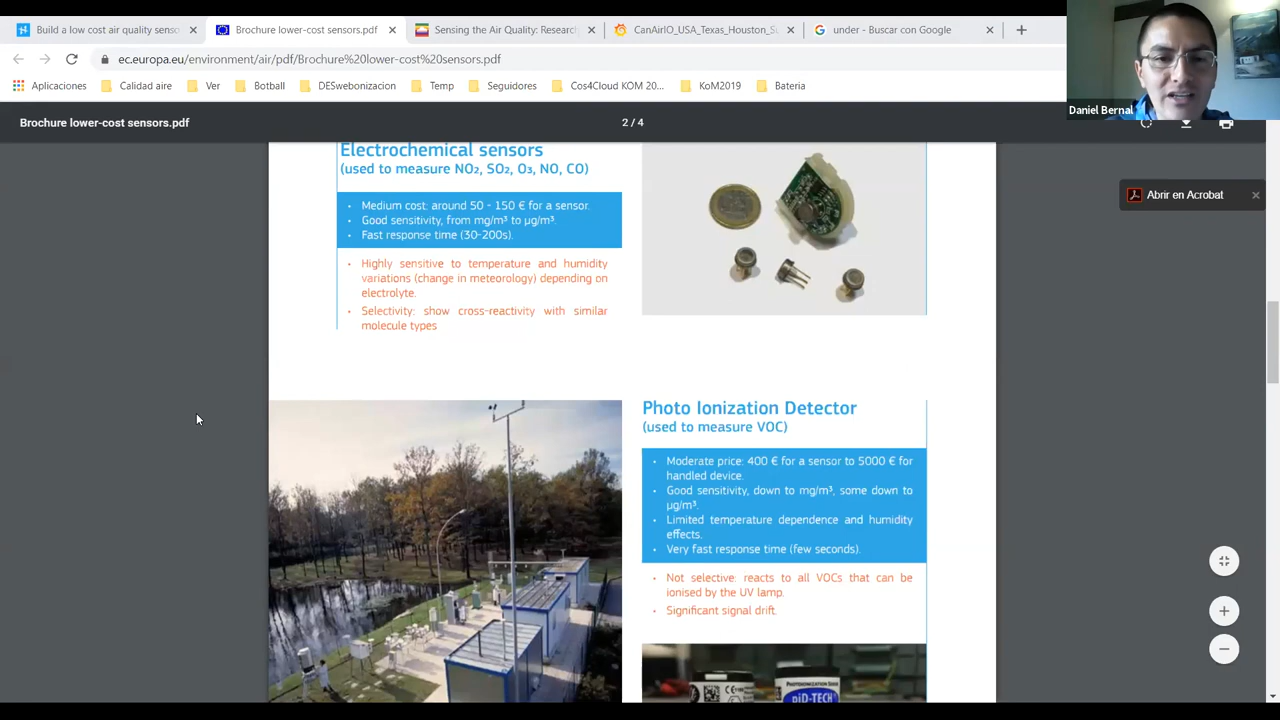 Build a low cost air quality senso
Brochure lower-cost sensors.pdf
Sensing the Air Quality: Research
CanAirIO_USA_Texas_Houston_Su
under - Buscar con Google
ec.europa.eu/environment/air/pdf/Brochure%20lower-cost%20sensors.pdf
Aplicaciones
Calidad aire
Ver
Botball
DESwebonizacion
Temp
Seguidores
Cos4Cloud KOM 20...
KoM2019
Bateria
Daniel Bernal
Brochure lower-cost sensors.pdf
2 / 4
Abrir en Acrobat
Electrochemical sensors
(used to measure NO₂, SO₂, O₃, NO, CO)
• Medium cost: around 50 - 150 € for a sensor.
• Good sensitivity, from mg/m³ to µg/m³.
• Fast response time (30-200s).
• Highly sensitive to temperature and humidity
variations (change in meteorology) depending on
electrolyte.
• Selectivity: show cross-reactivity with similar
molecule types
Photo Ionization Detector
(used to measure VOC)
• Moderate price: 400 € for a sensor to 5000 € for
handled device.
• Good sensitivity, down to mg/m³, some down to
µg/m³.
• Limited temperature dependence and humidity
effects.
• Very fast response time (few seconds).
• Not selective: reacts to all VOCs that can be
ionised by the UV lamp.
• Significant signal drift.
piD-TECH